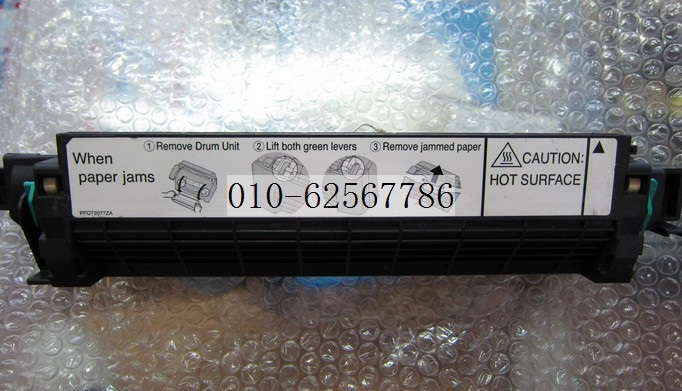 When
paper jams
① Remove Drum Unit
② Lift both green levers
③ Remove jammed paper
CAUTION:
HOT SURFACE
010-62567786
PFGT2077ZA